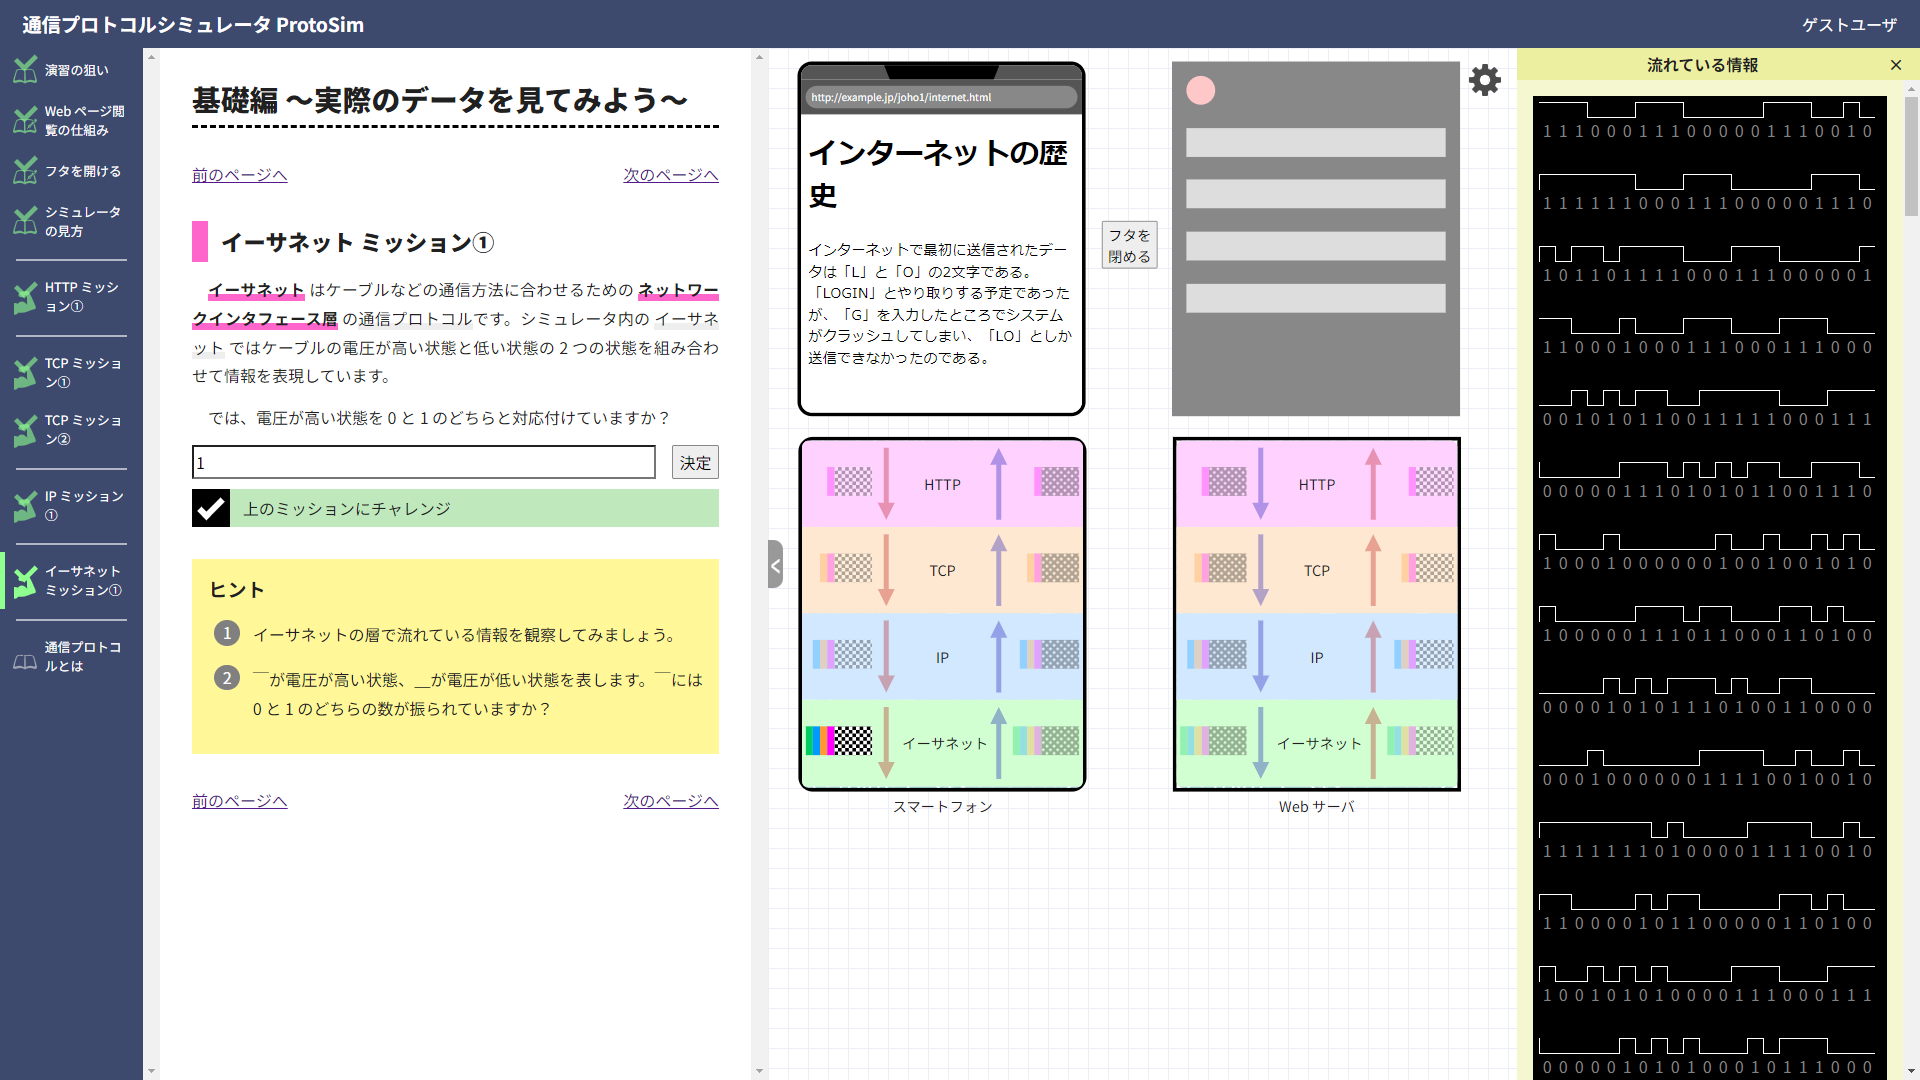 通信プロトコルシミュレータ ProtoSim
ゲストユーザ
演習の狙い
Web ページ閲
覧の仕組み
フタを開ける
シミュレータ
の見方
HTTP ミッシ
ョン①
TCP ミッショ
ン①
TCP ミッショ
ン②
IP ミッション
①
イーサネット
ミッション①
通信プロトコ
ルとは
基礎編 ～実際のデータを見てみよう～
前のページへ
次のページへ
イーサネット ミッション①
イーサネット はケーブルなどの通信方法に合わせるための ネットワー
クインタフェース層 の通信プロトコルです。シミュレータ内の イーサネ
ット ではケーブルの電圧が高い状態と低い状態の 2 つの状態を組み合わ
せて情報を表現しています。
では、電圧が高い状態を 0 と 1 のどちらと対応付けていますか？
1
決定
上のミッションにチャレンジ
ヒント
1 イーサネットの層で流れている情報を観察してみましょう。
2 ￣が電圧が高い状態、＿が電圧が低い状態を表します。￣には
0 と 1 のどちらの数が振られていますか？
前のページへ
次のページへ
http://example.jp/joho1/internet.html
インターネットの歴
史
インターネットで最初に送信されたデー
タは「L」と「O」の2文字である。
「LOGIN」とやり取りする予定であった
が、「G」を入力したところでシステム
がクラッシュしてしまい、「LO」としか
送信できなかったのである。
フタを
閉める
HTTP
TCP
IP
イーサネット
スマートフォン
HTTP
TCP
IP
イーサネット
Web サーバ
流れている情報
×
1 1 1 0 0 0 1 1 1 0 0 0 0 0 1 1 1 0 0 1 0
1 1 1 1 1 1 0 0 0 1 1 1 0 0 0 0 0 1 1 1 0
1 0 1 1 0 1 1 1 1 0 0 0 1 1 1 0 0 0 0 0 1
1 1 0 0 0 1 0 0 0 1 1 1 0 0 0 1 1 1 0 0 0
0 0 1 0 1 0 1 1 0 0 1 1 1 1 1 0 0 0 1 1 1
0 0 0 0 0 1 1 1 0 1 0 1 0 1 1 0 0 1 1 1 0
1 0 0 0 1 0 0 0 0 0 0 1 0 0 1 1 0 1 0 1 0
1 0 0 0 0 0 1 1 1 0 1 1 0 0 0 1 1 0 1 0 0
0 0 0 0 1 0 1 0 1 1 1 0 1 0 0 1 1 0 0 0 0
0 0 0 1 0 0 0 0 0 0 1 1 1 1 0 0 1 0 0 1 0
1 1 1 1 1 1 1 0 1 0 0 0 0 1 1 1 1 0 0 1 0
1 1 0 0 0 0 1 0 1 1 0 0 0 0 0 1 1 0 1 0 0
1 0 0 1 0 1 0 1 0 0 0 0 1 1 1 0 0 0 1 1 1
0 0 0 0 0 1 0 1 0 1 0 0 0 1 0 1 1 1 0 0 0